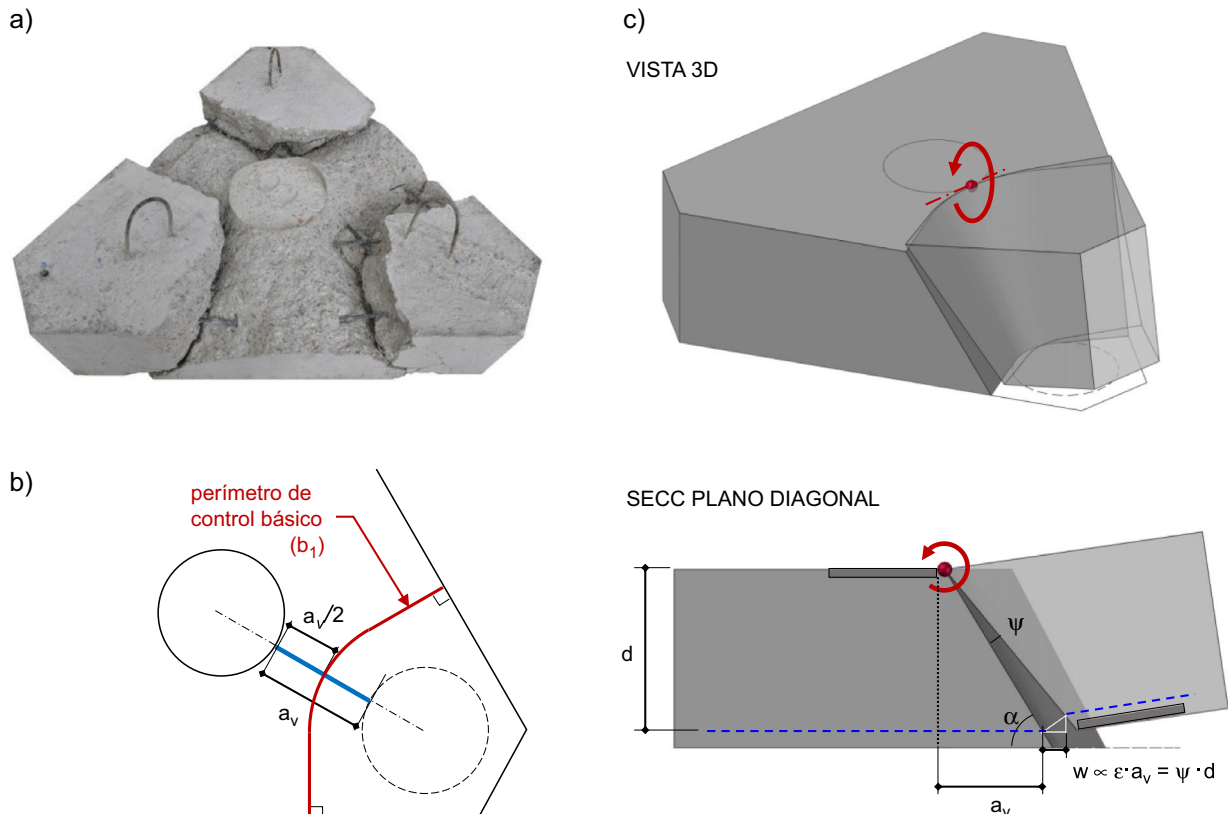 a)
c)
VISTA 3D
b)
perímetro de
control básico
(b₁)
aᵥ/2
aᵥ
SECC PLANO DIAGONAL
d
ψ
α
w ∝ ε·aᵥ = ψ · d
aᵥ